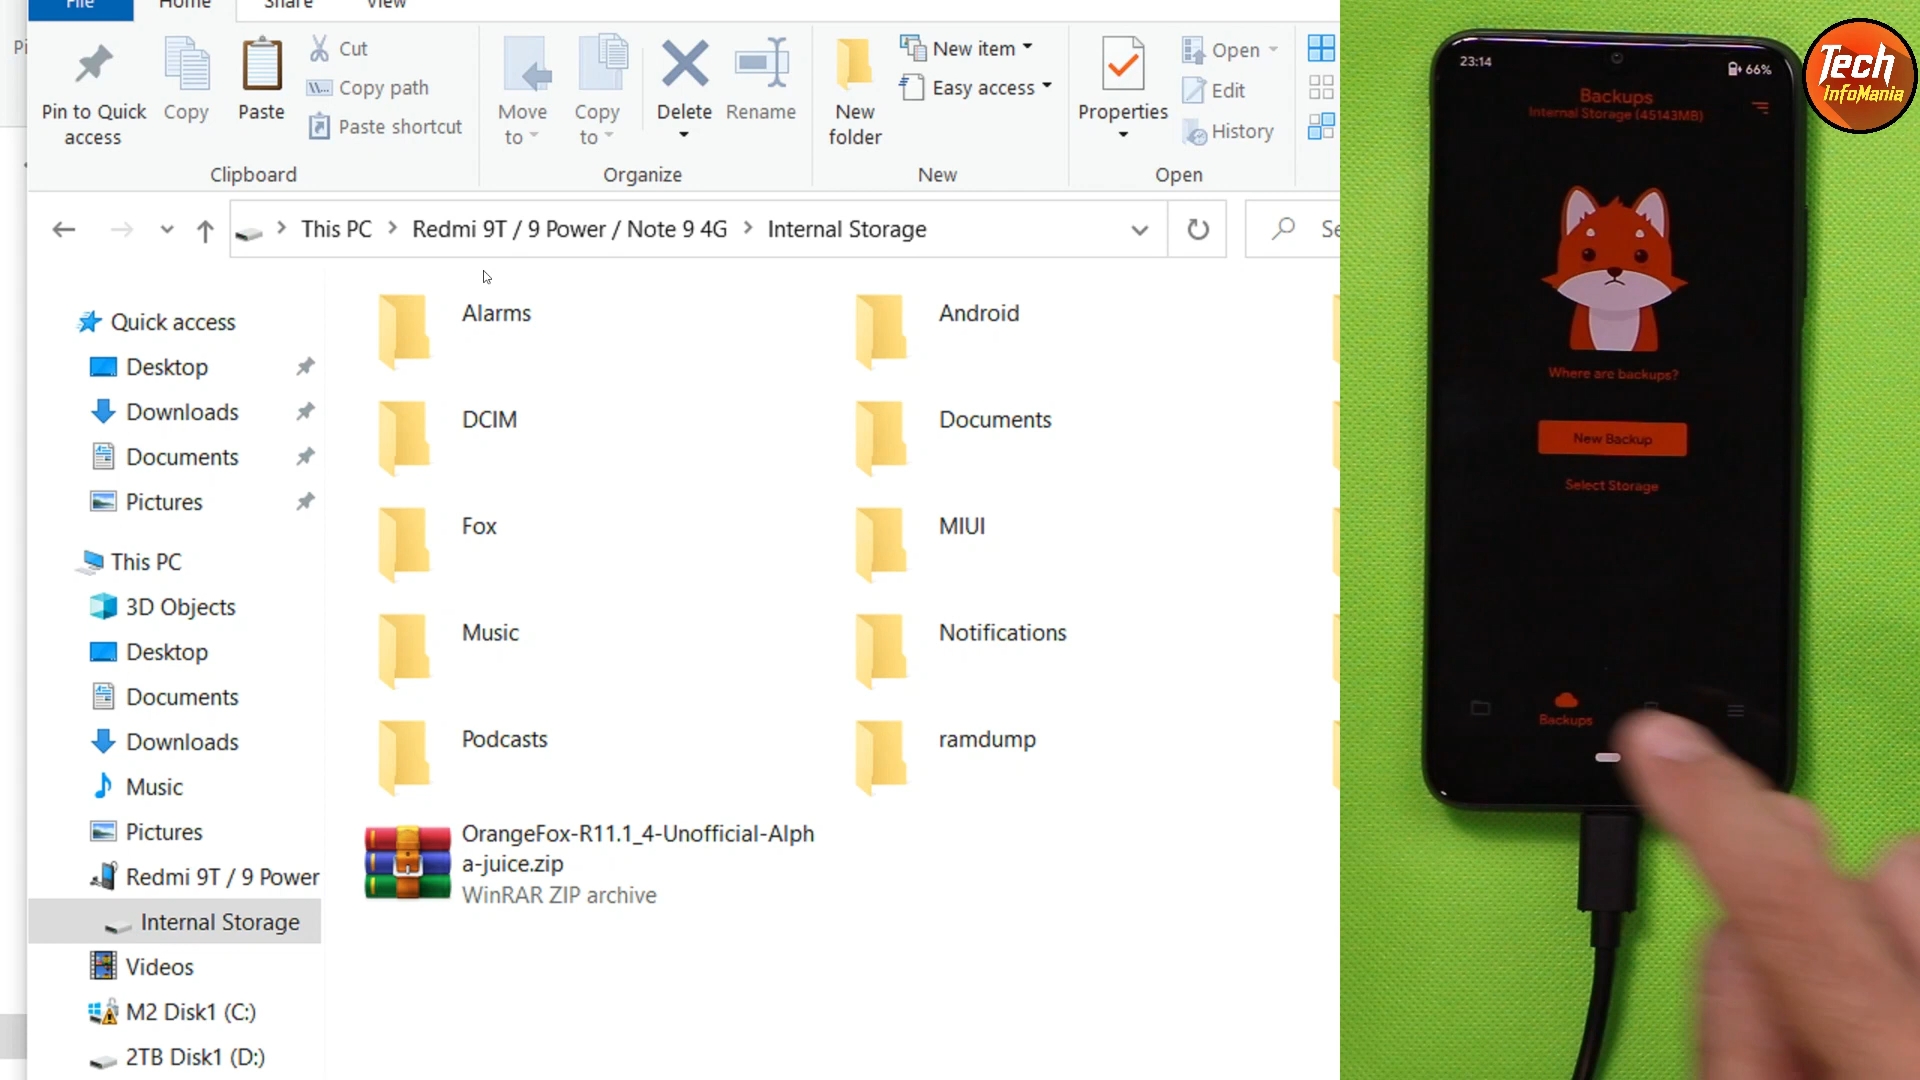 File
Home
Share
View
Pi
Pin to Quick
access
Copy
Paste
Cut
Copy path
Paste shortcut
Clipboard
Move
to
Copy
to
Delete
Rename
Organize
New
folder
New item
Easy access
New
Properties
Open
Edit
History
Open
This PC
Redmi 9T / 9 Power / Note 9 4G
Internal Storage
Se
Quick access
Desktop
Downloads
Documents
Pictures
This PC
3D Objects
Desktop
Documents
Downloads
Music
Pictures
Redmi 9T / 9 Power
Internal Storage
Videos
M2 Disk1 (C:)
2TB Disk1 (D:)
Alarms
Android
DCIM
Documents
Fox
MIUI
Music
Notifications
Podcasts
ramdump
OrangeFox-R11.1_4-Unofficial-Alph
a-juice.zip
WinRAR ZIP archive
23:14
66%
Backups
Internal Storage (45143MB)
Where are backups?
New Backup
Select Storage
Backups
Tech
InfoMania